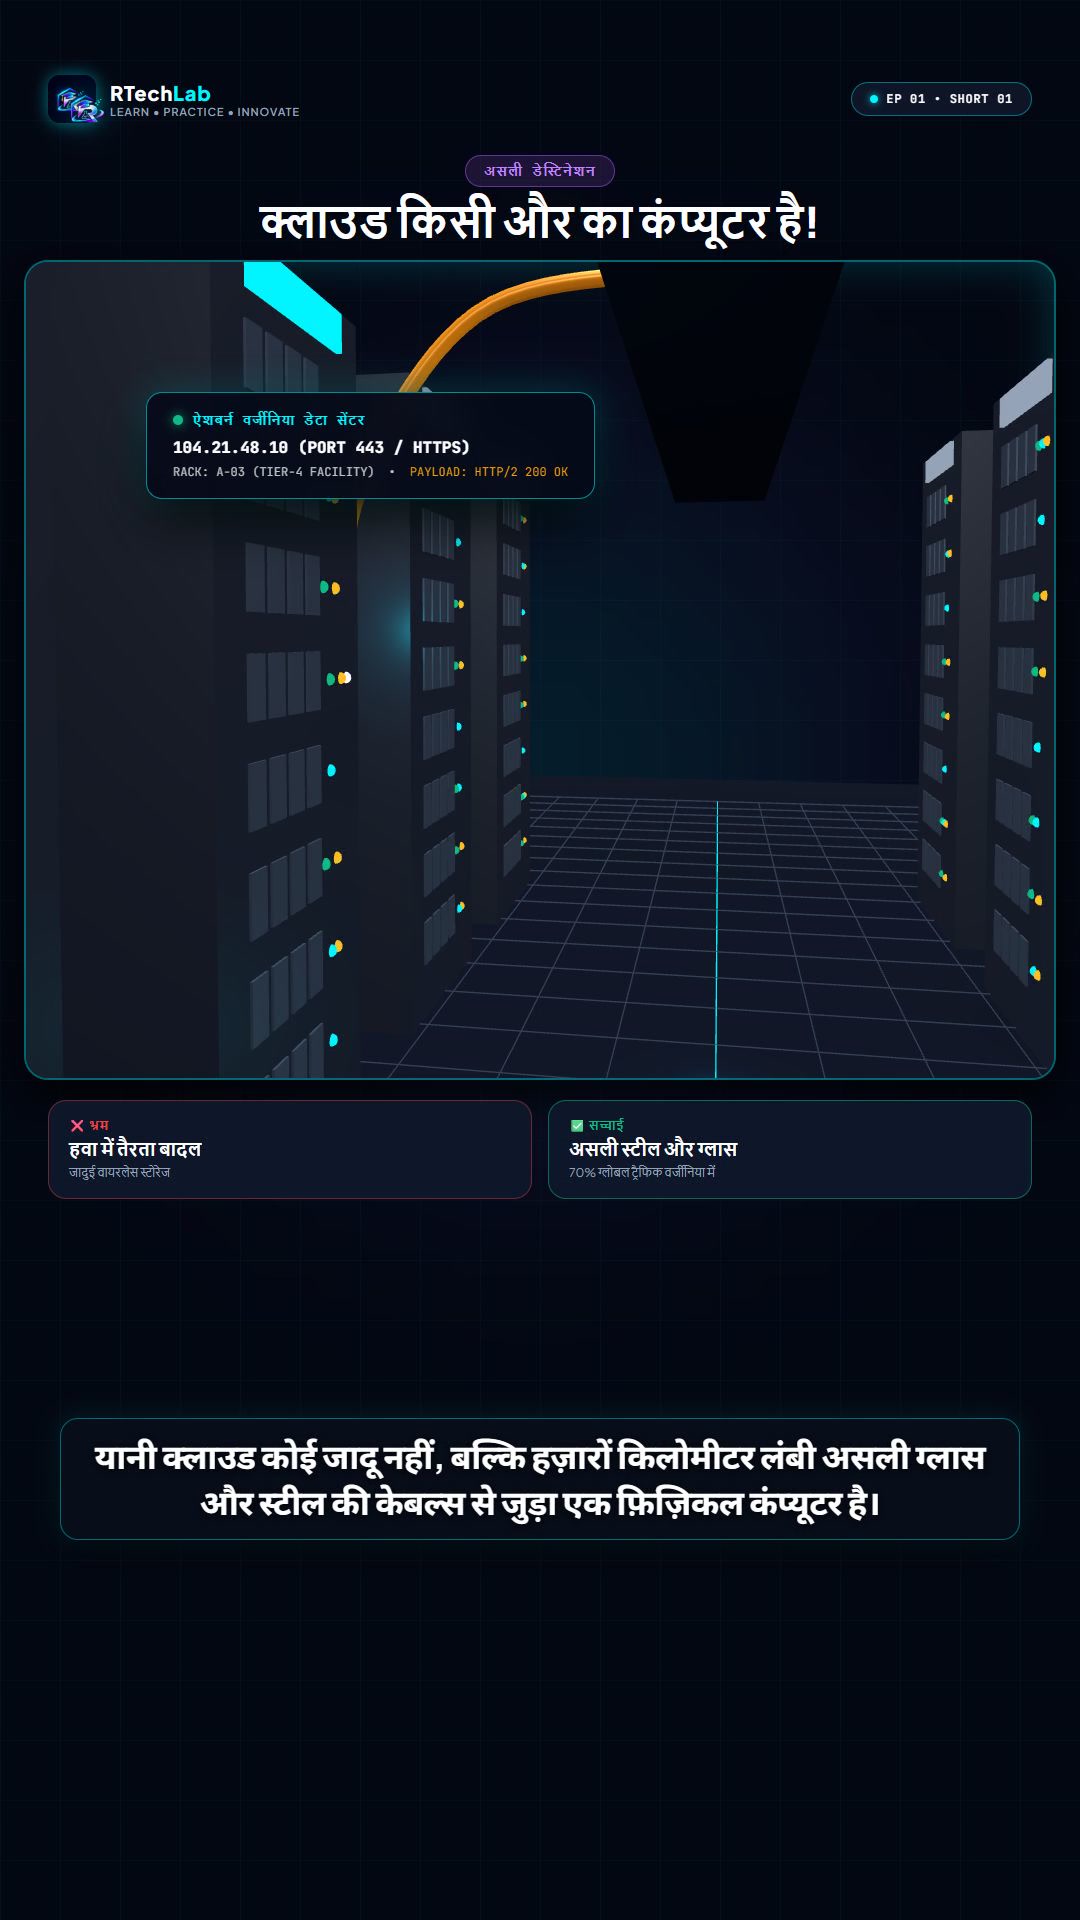 RTechLab
LEARN • PRACTICE • INNOVATE
EP 01 • SHORT 01
असली डेस्टिनेशन
क्लाउड किसी और का कंप्यूटर है!
ऐशबर्न वर्जीनिया डेटा सेंटर
104.21.48.10 (PORT 443 / HTTPS)
RACK: A-03 (TIER-4 FACILITY) • PAYLOAD: HTTP/2 200 OK
❌ भ्रम
हवा में तैरता बादल
जादुई वायरलेस स्टोरेज
✅ सच्चाई
असली स्टील और ग्लास
70% ग्लोबल ट्रैफिक वर्जीनिया में
यानी क्लाउड कोई जादू नहीं, बल्कि हज़ारों किलोमीटर लंबी असली ग्लास
और स्टील की केबल्स से जुड़ा एक फ़िज़िकल कंप्यूटर है।